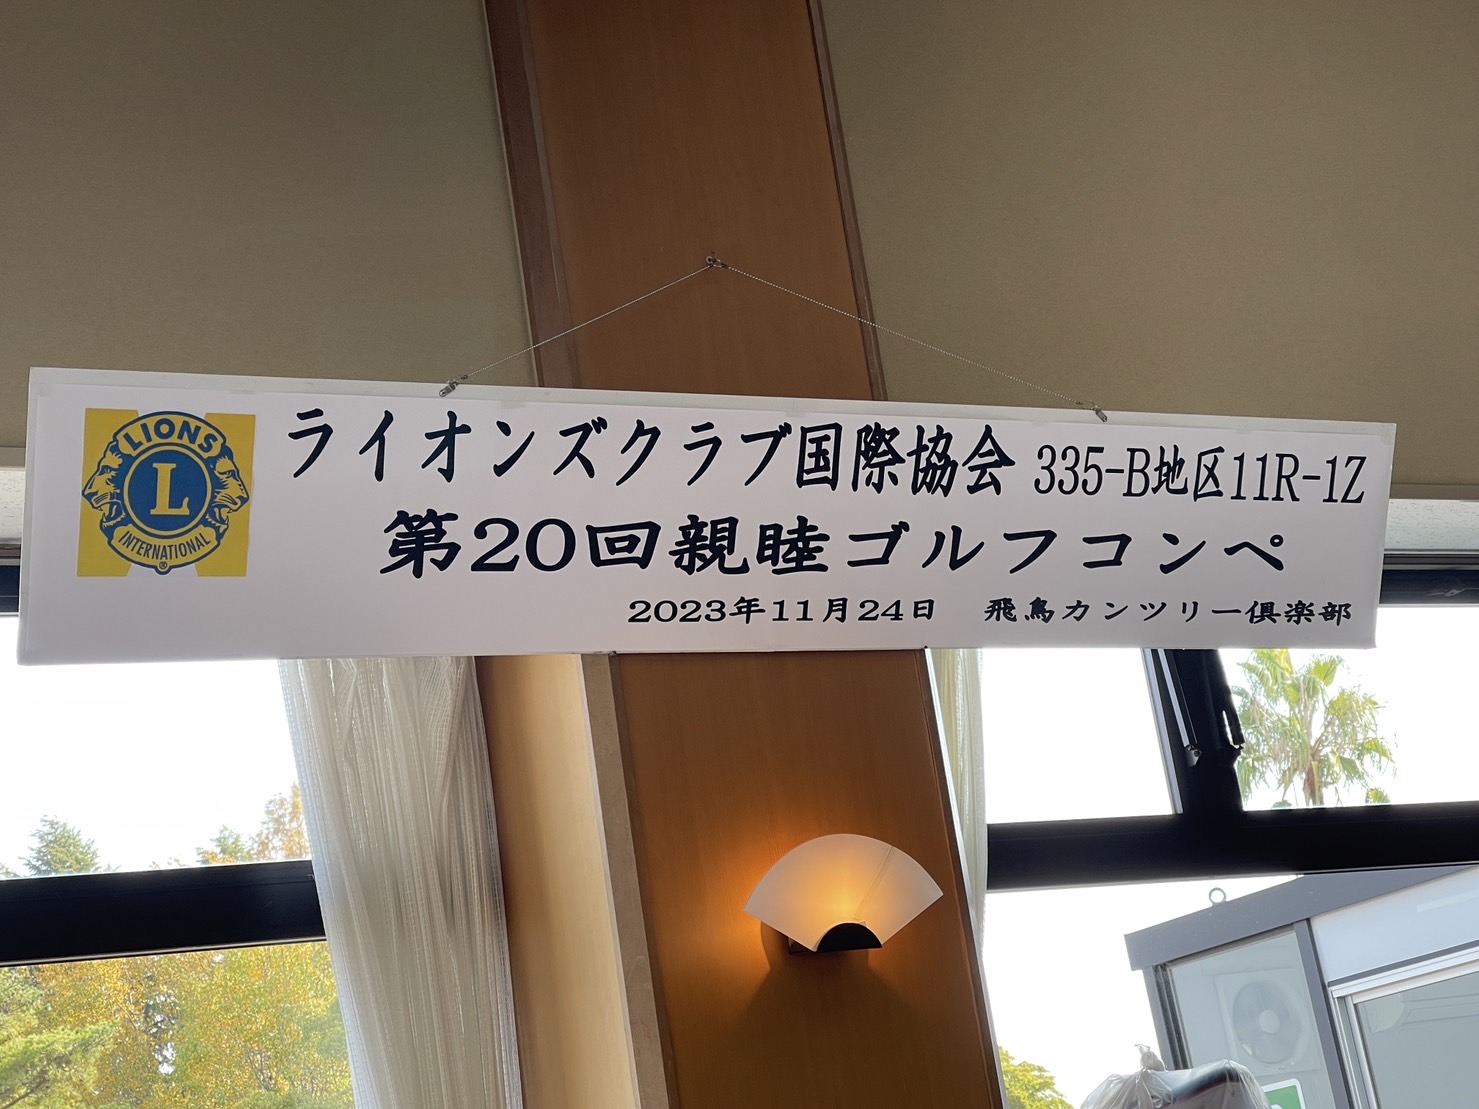 LIONS
L
INTERNATIONAL
®
ライオンズクラブ国際協会 335-B地区11R-1Z
第20回親睦ゴルフコンペ
2023年11月24日 飛鳥カンツリー倶楽部